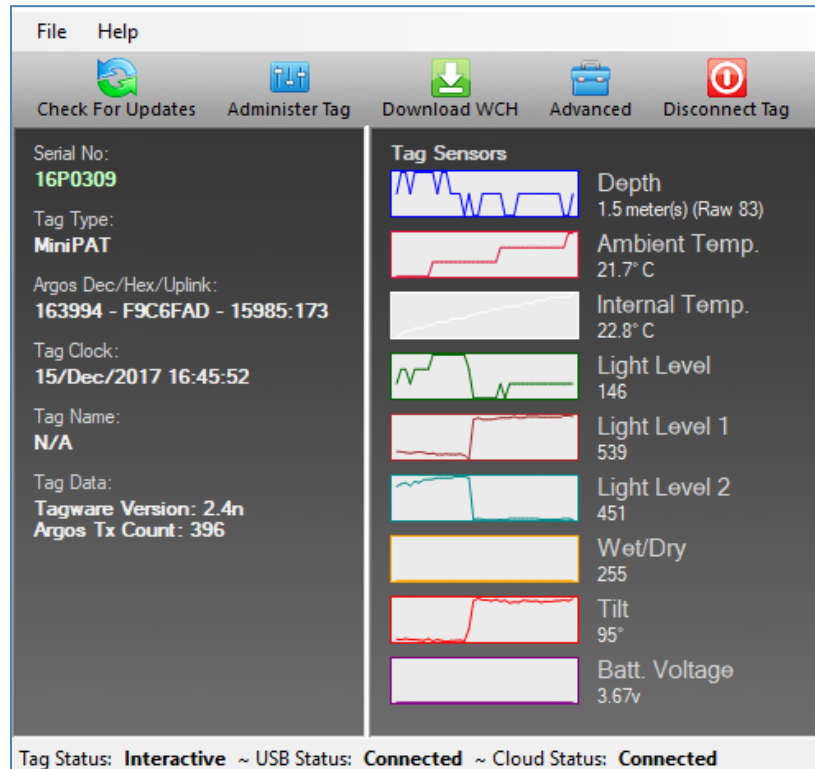 File Help
Check For Updates Administer Tag Download WCH Advanced Disconnect Tag
Serial No:
16P0309
Tag Type:
MiniPAT
Argos Dec/Hex/Uplink:
163994 - F9C6FAD - 15985:173
Tag Clock:
15/Dec/2017 16:45:52
Tag Name:
N/A
Tag Data:
Tagware Version: 2.4n
Argos Tx Count: 396
Tag Sensors
Depth
1.5 meter(s) (Raw 83)
Ambient Temp.
21.7° C
Internal Temp.
22.8° C
Light Level
146
Light Level 1
539
Light Level 2
451
Wet/Dry
255
Tilt
95°
Batt. Voltage
3.67v
Tag Status: Interactive ~ USB Status: Connected ~ Cloud Status: Connected